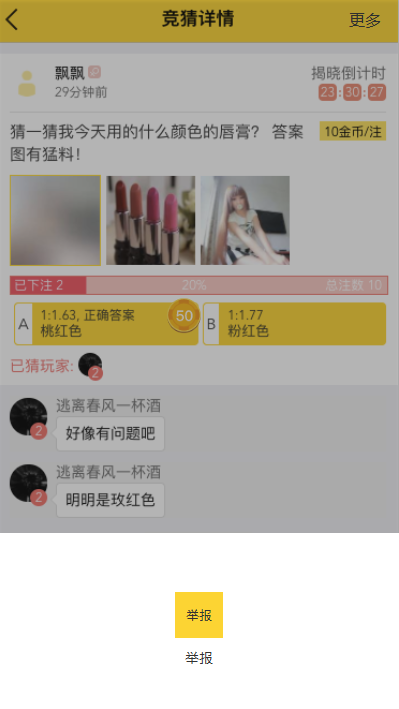 竞猜详情
更多
飘飘
29分钟前
揭晓倒计时
23:30:27
猜一猜我今天用的什么颜色的唇膏？ 答案
图有猛料！
10金币/注
已下注 2
20%
总注数 10
A
1:1.63, 正确答案
桃红色
50
B
1:1.77
粉红色
已猜玩家:
2
逃离春风一杯酒
2
好像有问题吧
逃离春风一杯酒
2
明明是玫红色
举报
举报